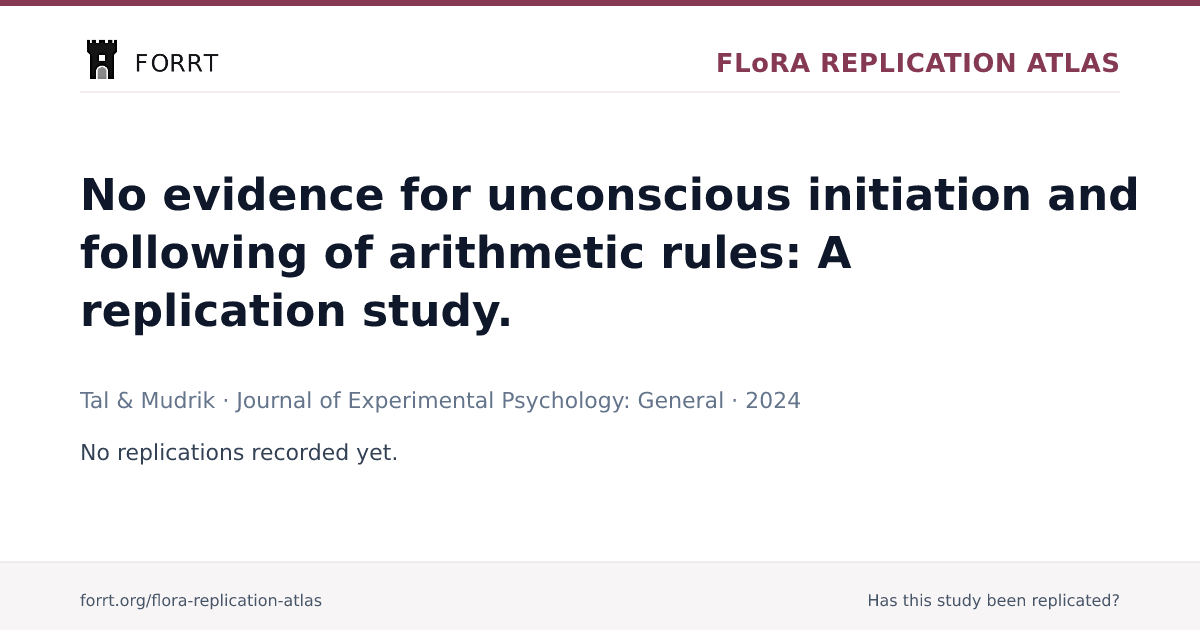 FORRT
FLoRA REPLICATION ATLAS
No evidence for unconscious initiation and
following of arithmetic rules: A
replication study.
Tal & Mudrik · Journal of Experimental Psychology: General · 2024
No replications recorded yet.
forrt.org/flora-replication-atlas
Has this study been replicated?